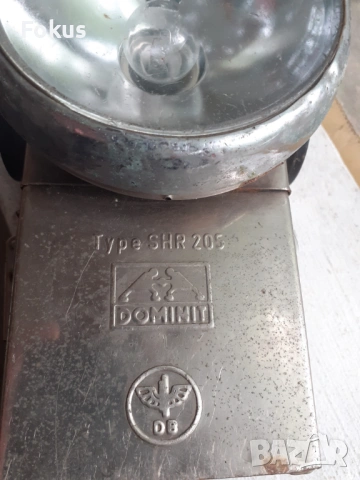 Fokus
Type SHR 205
DOMINIT
DB
BAZAR